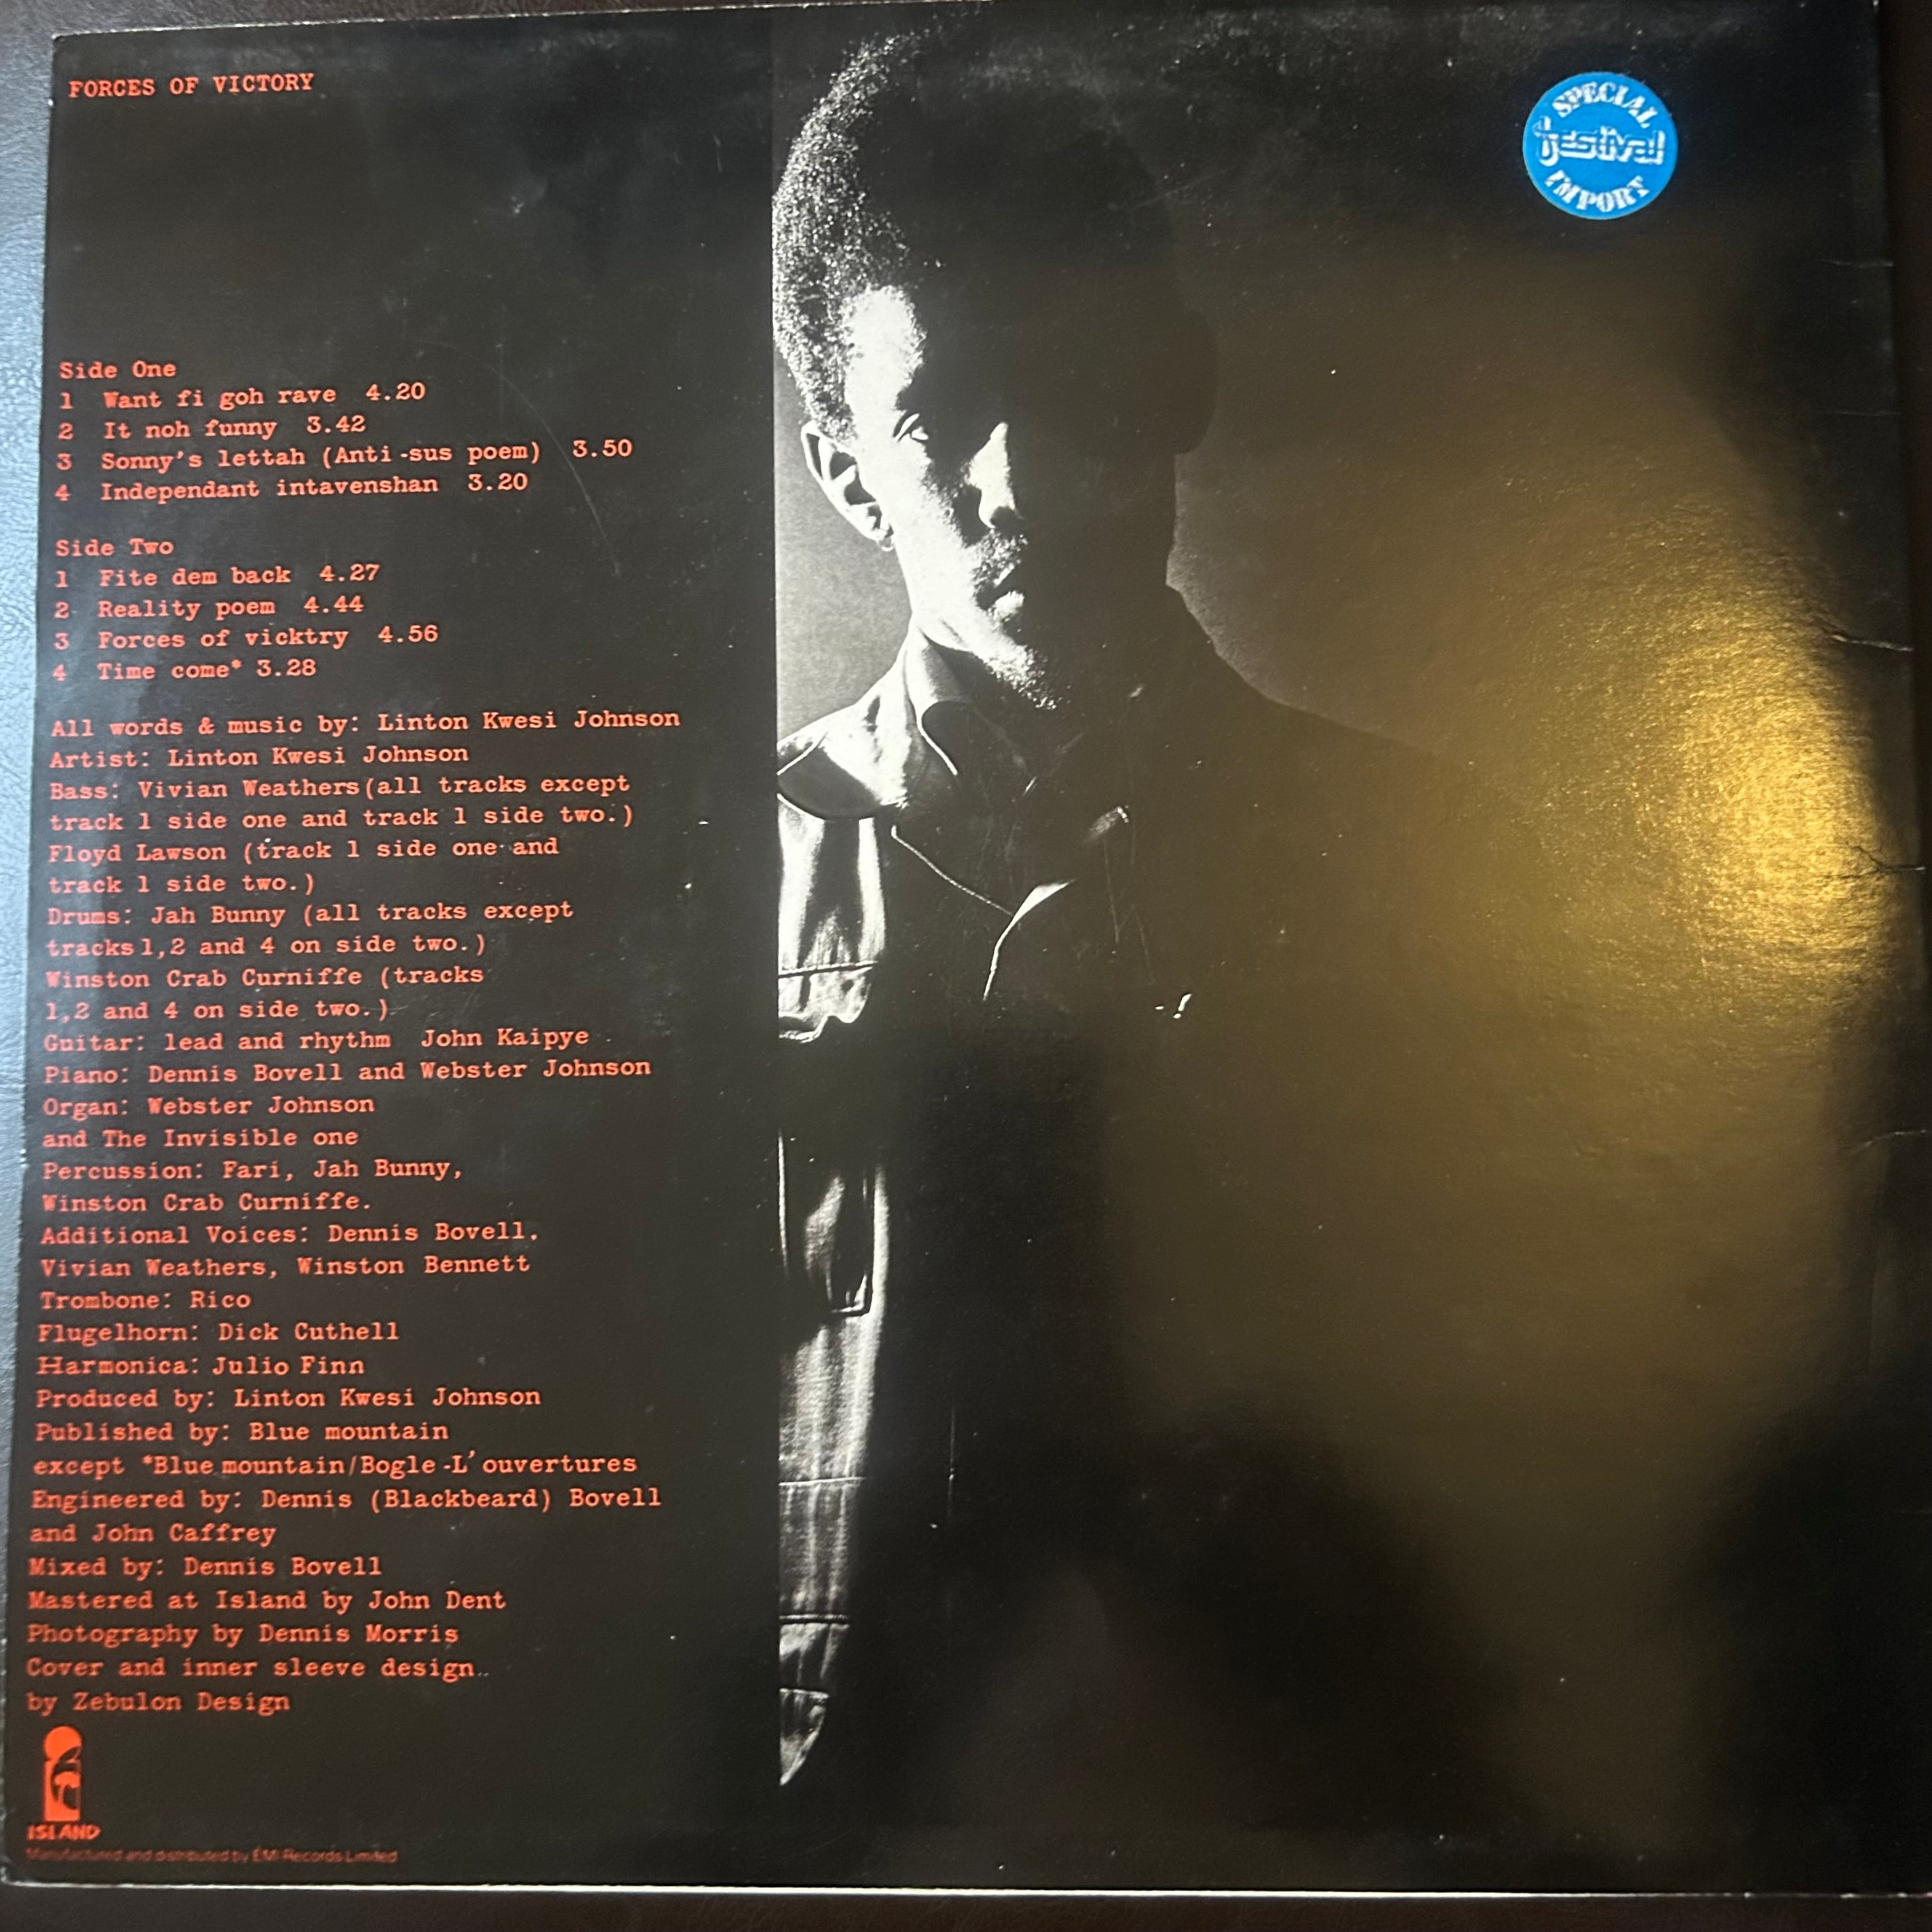 FORCES OF VICTORY
SPECIAL
festival
IMPORT
Side One
1 Want fi goh rave 4.20
2 It noh funny 3.42
3 Sonny's lettah (Anti-sus poem) 3.50
4 Independant intavenshan 3.20
Side Two
1 Fite dem back 4.27
2 Reality poem 4.44
3 Forces of vicktry 4.56
4 Time come* 3.28
All words & music by: Linton Kwesi Johnson
Artist: Linton Kwesi Johnson
Bass: Vivian Weathers(all tracks except
track 1 side one and track 1 side two.)
Floyd Lawson (track 1 side one and
track 1 side two.)
Drums: Jah Bunny (all tracks except
tracks 1,2 and 4 on side two.)
Winston Crab Curniffe (tracks
1,2 and 4 on side two.)
Guitar: lead and rhythm John Kaipye
Piano: Dennis Bovell and Webster Johnson
Organ: Webster Johnson
and The Invisible one
Percussion: Fari, Jah Bunny,
Winston Crab Curniffe.
Additional Voices: Dennis Bovell,
Vivian Weathers, Winston Bennett
Trombone: Rico
Flugelhorn: Dick Cuthell
Harmonica: Julio Finn
Produced by: Linton Kwesi Johnson
Published by: Blue mountain
except *Blue mountain/Bogle-L'ouvertures
Engineered by: Dennis (Blackbeard) Bovell
and John Caffrey
Mixed by: Dennis Bovell
Mastered at Island by John Dent
Photography by Dennis Morris
Cover and inner sleeve design
by Zebulon Design
ISLAND
Manufactured and distributed by EMI Records Limited